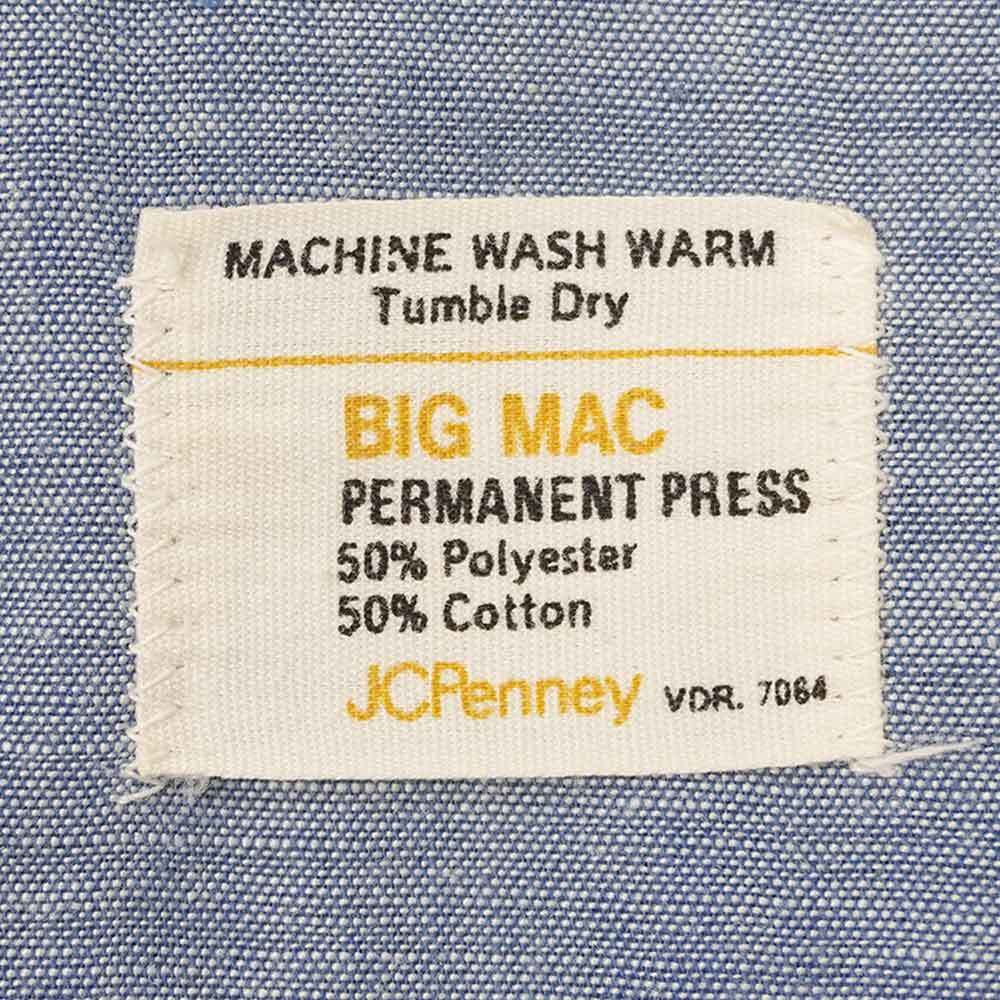 MACHINE WASH WARM
Tumble Dry
BIG MAC
PERMANENT PRESS
50% Polyester
50% Cotton
JCPenney VDR. 7064